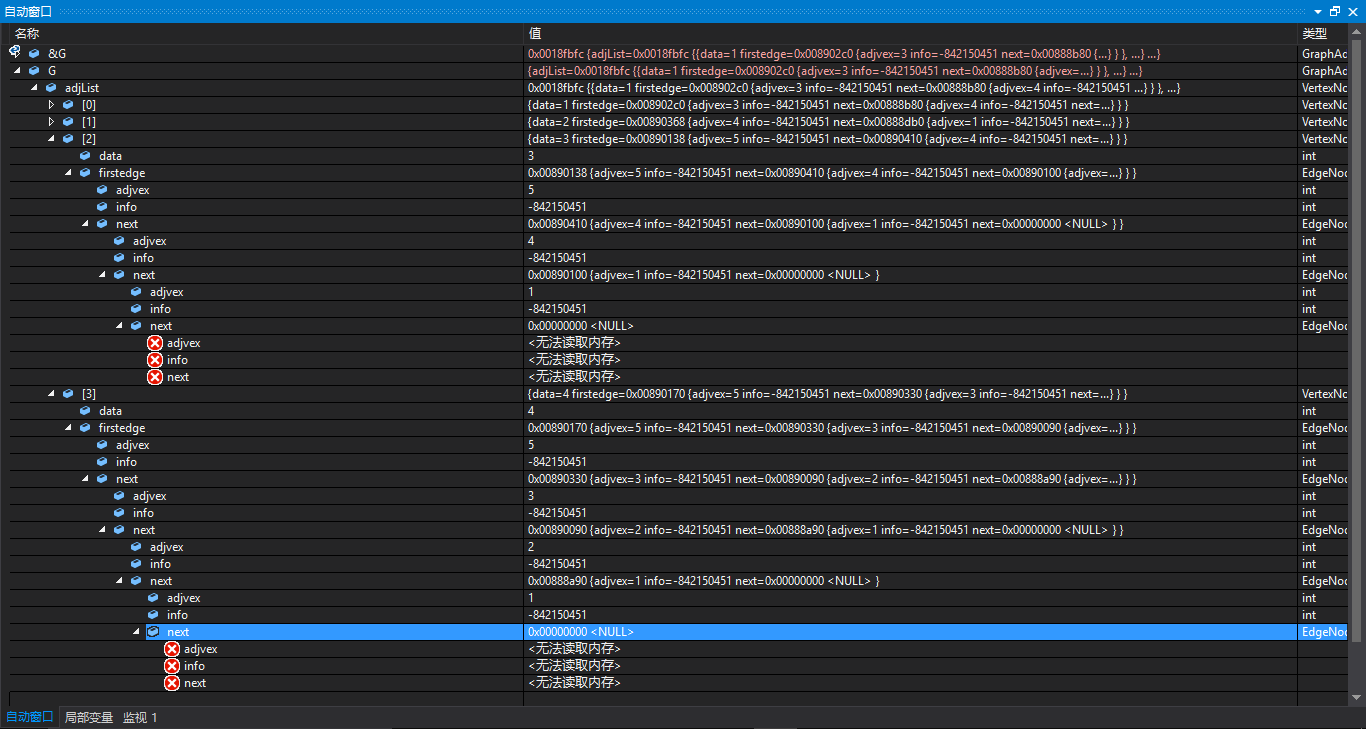 自动窗口
名称 值 类型
&G 0x0018fbfc {adjList=0x0018fbfc {{data=1 firstedge=0x008902c0 {adjvex=3 info=-842150451 next=0x00888b80 {...} } }, ...} ...} GraphAd
G {adjList=0x0018fbfc {{data=1 firstedge=0x008902c0 {adjvex=3 info=-842150451 next=0x00888b80 {adjvex=...} } }, ...} ...} GraphAd
adjList 0x0018fbfc {{data=1 firstedge=0x008902c0 {adjvex=3 info=-842150451 next=0x00888b80 {adjvex=4 info=-842150451 ...} } }, ...} VertexNo
[0] {data=1 firstedge=0x008902c0 {adjvex=3 info=-842150451 next=0x00888b80 {adjvex=4 info=-842150451 next=...} } } VertexNo
[1] {data=2 firstedge=0x00890368 {adjvex=4 info=-842150451 next=0x00888db0 {adjvex=1 info=-842150451 next=...} } } VertexNo
[2] {data=3 firstedge=0x00890138 {adjvex=5 info=-842150451 next=0x00890410 {adjvex=4 info=-842150451 next=...} } } VertexNo
data 3 int
firstedge 0x00890138 {adjvex=5 info=-842150451 next=0x00890410 {adjvex=4 info=-842150451 next=0x00890100 {adjvex=...} } } EdgeNod
adjvex 5 int
info -842150451 int
next 0x00890410 {adjvex=4 info=-842150451 next=0x00890100 {adjvex=1 info=-842150451 next=0x00000000 <NULL> } } EdgeNod
adjvex 4 int
info -842150451 int
next 0x00890100 {adjvex=1 info=-842150451 next=0x00000000 <NULL> } EdgeNod
adjvex 1 int
info -842150451 int
next 0x00000000 <NULL> EdgeNod
adjvex <无法读取内存>
info <无法读取内存>
next <无法读取内存>
[3] {data=4 firstedge=0x00890170 {adjvex=5 info=-842150451 next=0x00890330 {adjvex=3 info=-842150451 next=...} } } VertexNo
data 4 int
firstedge 0x00890170 {adjvex=5 info=-842150451 next=0x00890330 {adjvex=3 info=-842150451 next=0x00890090 {adjvex=...} } } EdgeNod
adjvex 5 int
info -842150451 int
next 0x00890330 {adjvex=3 info=-842150451 next=0x00890090 {adjvex=2 info=-842150451 next=0x00888a90 {adjvex=...} } } EdgeNod
adjvex 3 int
info -842150451 int
next 0x00890090 {adjvex=2 info=-842150451 next=0x00888a90 {adjvex=1 info=-842150451 next=0x00000000 <NULL> } } EdgeNod
adjvex 2 int
info -842150451 int
next 0x00888a90 {adjvex=1 info=-842150451 next=0x00000000 <NULL> } EdgeNod
adjvex 1 int
info -842150451 int
next 0x00000000 <NULL> EdgeNod
adjvex <无法读取内存>
info <无法读取内存>
next <无法读取内存>
自动窗口 局部变量 监视 1